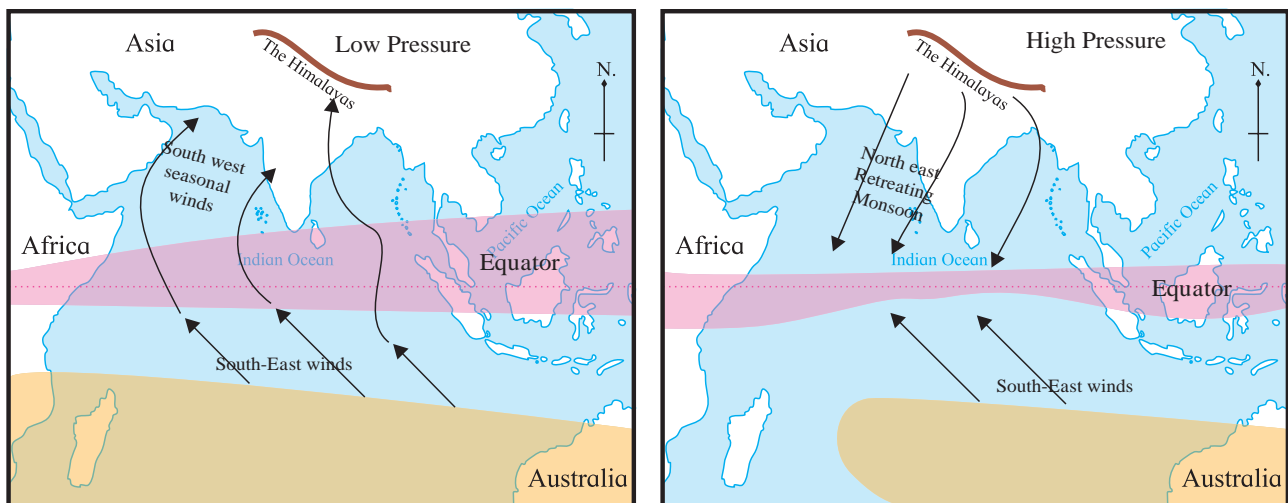 Asia
Low Pressure
The Himalayas
N.
South west
seasonal
winds
Pacific Ocean
Africa
Indian Ocean
Equator
South-East winds
Australia
Asia
High Pressure
The Himalayas
N.
North east
Retreating
Monsoon
Pacific Ocean
Africa
Indian Ocean
Equator
South-East winds
Australia